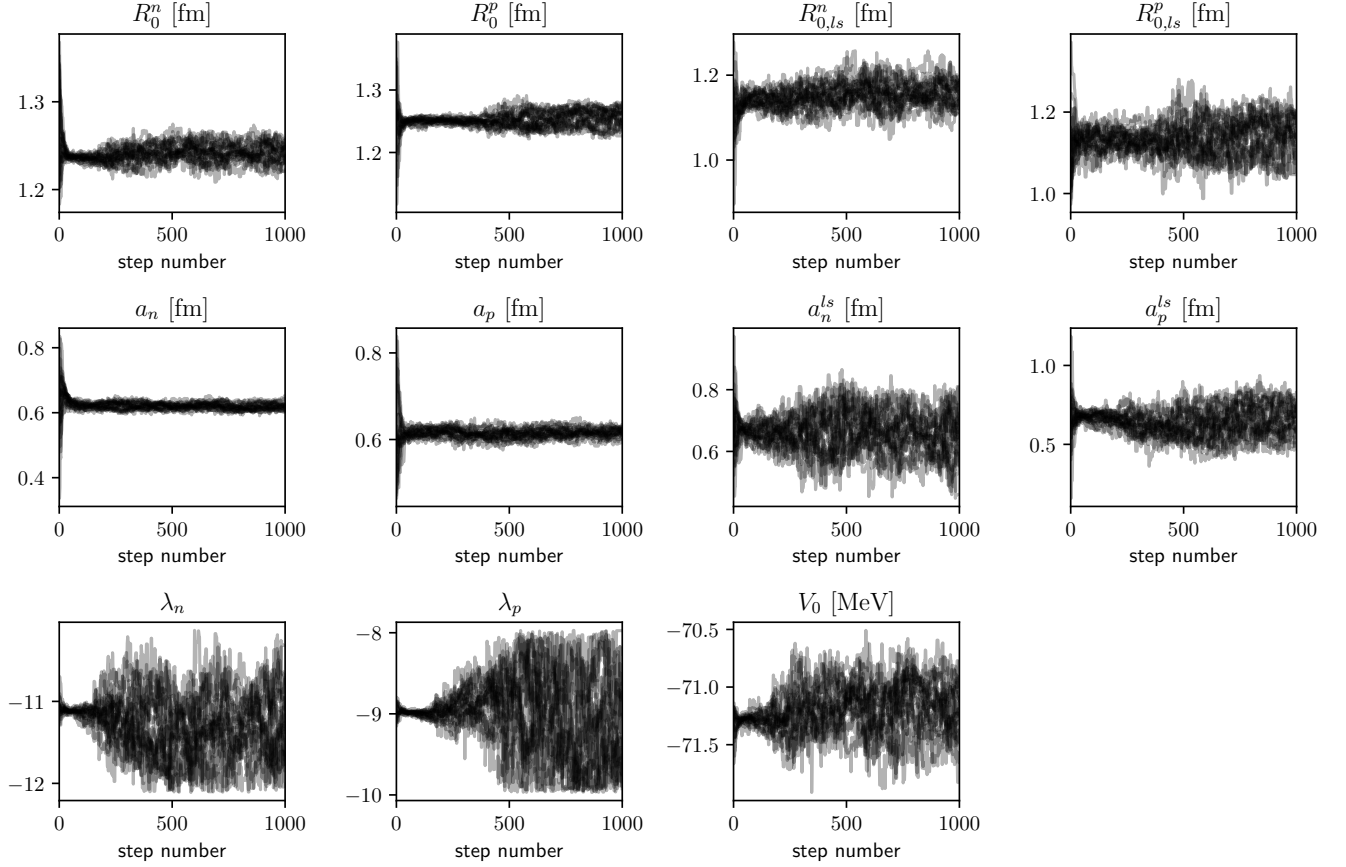 $R_0^n$ [fm]
1.3
1.2
0 500 1000
step number
$R_0^p$ [fm]
1.3
1.2
0 500 1000
step number
$R_{0,ls}^n$ [fm]
1.2
1.0
0 500 1000
step number
$R_{0,ls}^p$ [fm]
1.2
1.0
0 500 1000
step number
$a_n$ [fm]
0.8
0.6
0.4
0 500 1000
step number
$a_p$ [fm]
0.8
0.6
0 500 1000
step number
$a_n^{ls}$ [fm]
0.8
0.6
0 500 1000
step number
$a_p^{ls}$ [fm]
1.0
0.5
0 500 1000
step number
$\lambda_n$
−11
−12
0 500 1000
step number
$\lambda_p$
−8
−9
−10
0 500 1000
step number
$V_0$ [MeV]
−70.5
−71.0
−71.5
0 500 1000
step number